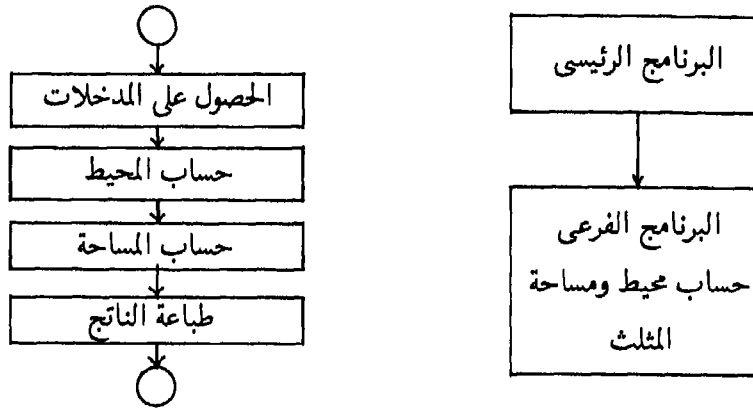 الحصول على المدخلات
حساب المحيط
حساب المساحة
طباعة الناتج
البرنامج الرئيسى
البرنامج الفرعى
حساب محيط ومساحة
المثلث